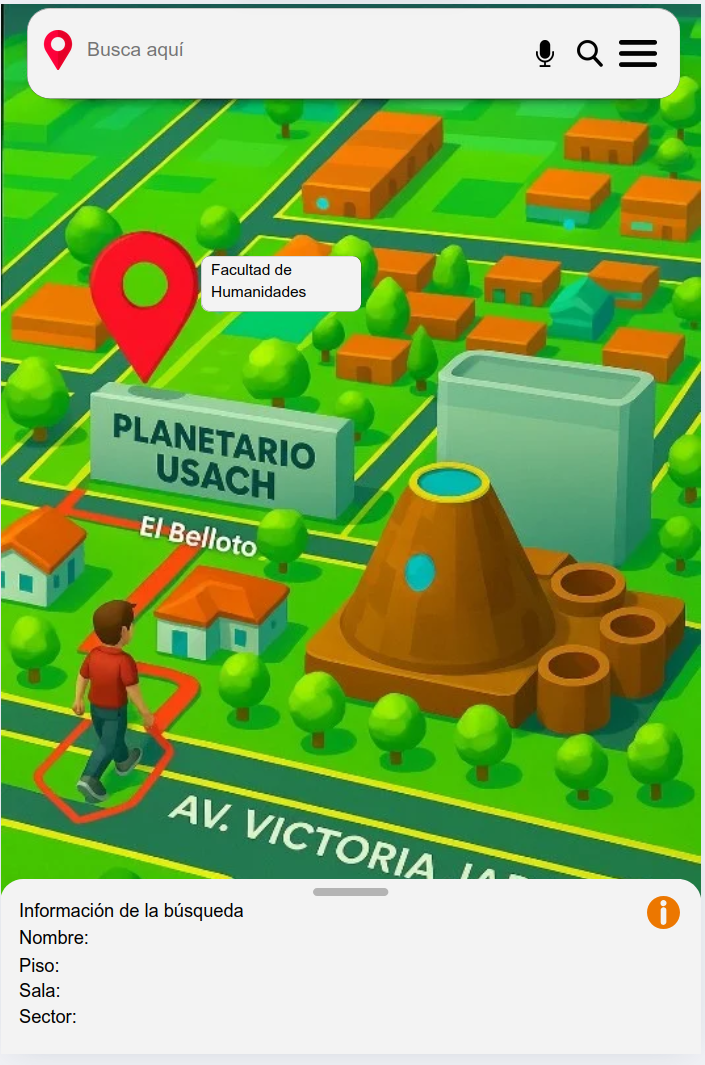 Busca aquí
Facultad de
Humanidades
PLANETARIO
USACH
El Belloto
AV. VICTORIA
Información de la búsqueda
Nombre:
Piso:
Sala:
Sector: